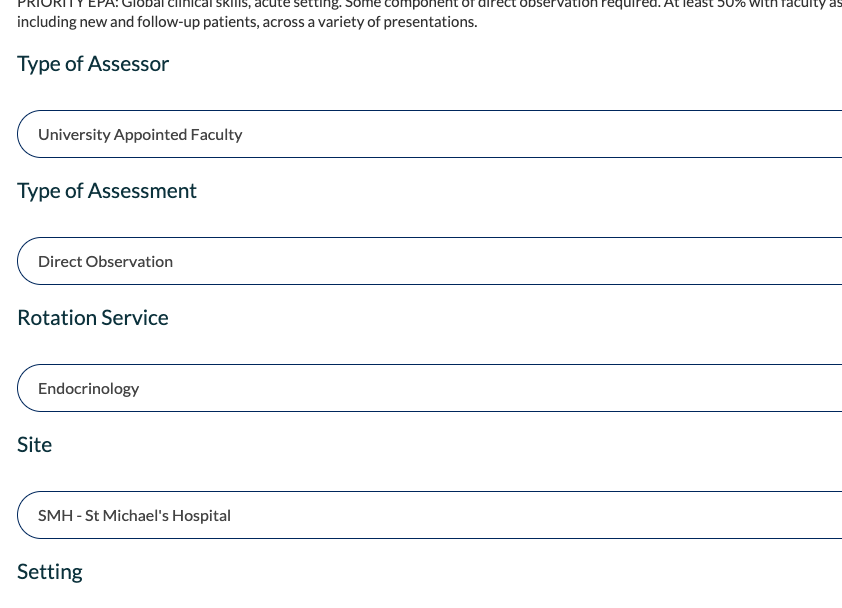 PRIORITY EPA: Global clinical skills, acute setting. Some component of direct observation required. At least 50% with faculty as
including new and follow-up patients, across a variety of presentations.
Type of Assessor
University Appointed Faculty
Type of Assessment
Direct Observation
Rotation Service
Endocrinology
Site
SMH - St Michael's Hospital
Setting